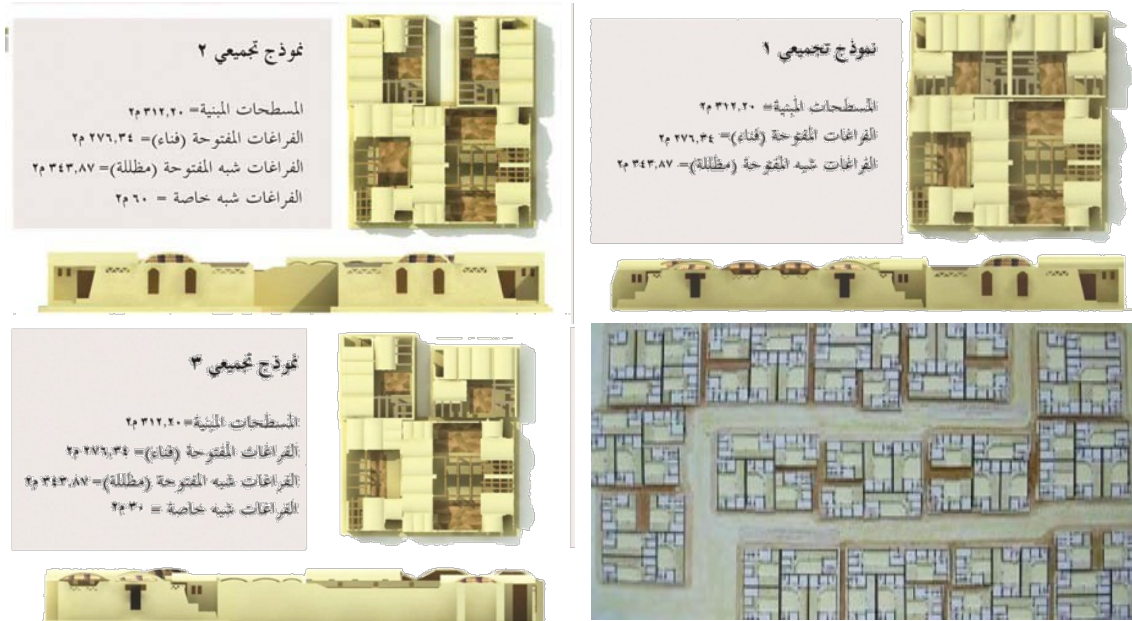 نموذج تجميعي ١
المسطحات المبنية= ٣١٢,٢٠ م٢
الفراغات المفتوحة (فناء)= ٢٧٦,٣٤ م٢
الفراغات شبه المفتوحة (مظللة)= ٣٤٣,٨٧ م٢
نموذج تجميعي ٢
المسطحات المبنية= ٣١٢,٢٠ م٢
الفراغات المفتوحة (فناء)= ٢٧٦,٣٤ م٢
الفراغات شبه المفتوحة (مظللة)= ٣٤٣,٨٧ م٢
الفراغات شبه خاصة = ٦٠ م٢
نموذج تجميعي ٣
المسطحات المبنية= ٣١٢,٢٠ م٢
الفراغات المفتوحة (فناء)= ٢٧٦,٣٤ م٢
الفراغات شبه المفتوحة (مظللة)= ٣٤٣,٨٧ م٢
الفراغات شبه خاصة = ٣٠ م٢